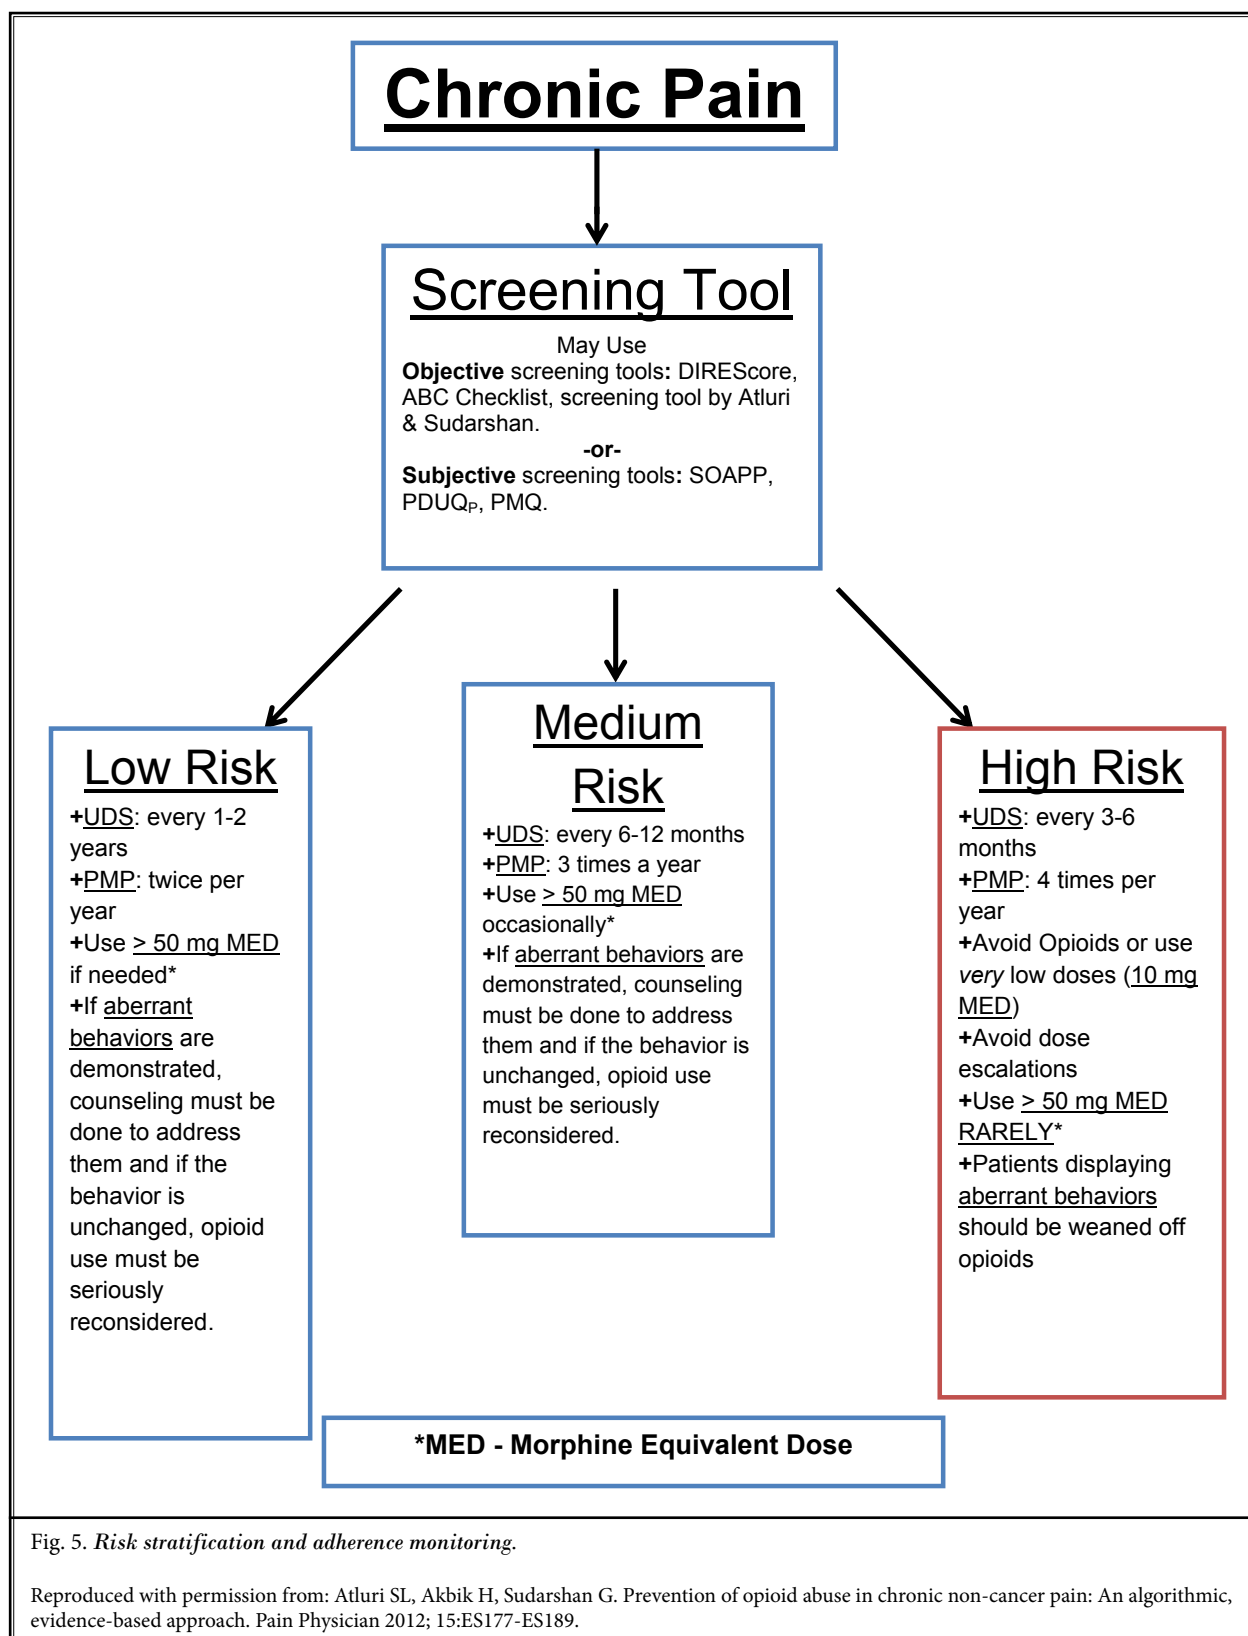 Chronic Pain
Screening Tool
May Use
Objective screening tools: DIREScore,
ABC Checklist, screening tool by Atluri
& Sudarshan.
-or-
Subjective screening tools: SOAPP,
PDUQP, PMQ.
Low Risk
+UDS: every 1-2
years
+PMP: twice per
year
+Use > 50 mg MED
if needed*
+If aberrant
behaviors are
demonstrated,
counseling must be
done to address
them and if the
behavior is
unchanged, opioid
use must be
seriously
reconsidered.
Medium
Risk
+UDS: every 6-12 months
+PMP: 3 times a year
+Use > 50 mg MED
occasionally*
+If aberrant behaviors are
demonstrated, counseling
must be done to address
them and if the behavior is
unchanged, opioid use
must be seriously
reconsidered.
High Risk
+UDS: every 3-6
months
+PMP: 4 times per
year
+Avoid Opioids or use
very low doses (10 mg
MED)
+Avoid dose
escalations
+Use > 50 mg MED
RARELY*
+Patients displaying
aberrant behaviors
should be weaned off
opioids
*MED - Morphine Equivalent Dose
Fig. 5. Risk stratification and adherence monitoring.
Reproduced with permission from: Atluri SL, Akbik H, Sudarshan G. Prevention of opioid abuse in chronic non-cancer pain: An algorithmic,
evidence-based approach. Pain Physician 2012; 15:ES177-ES189.